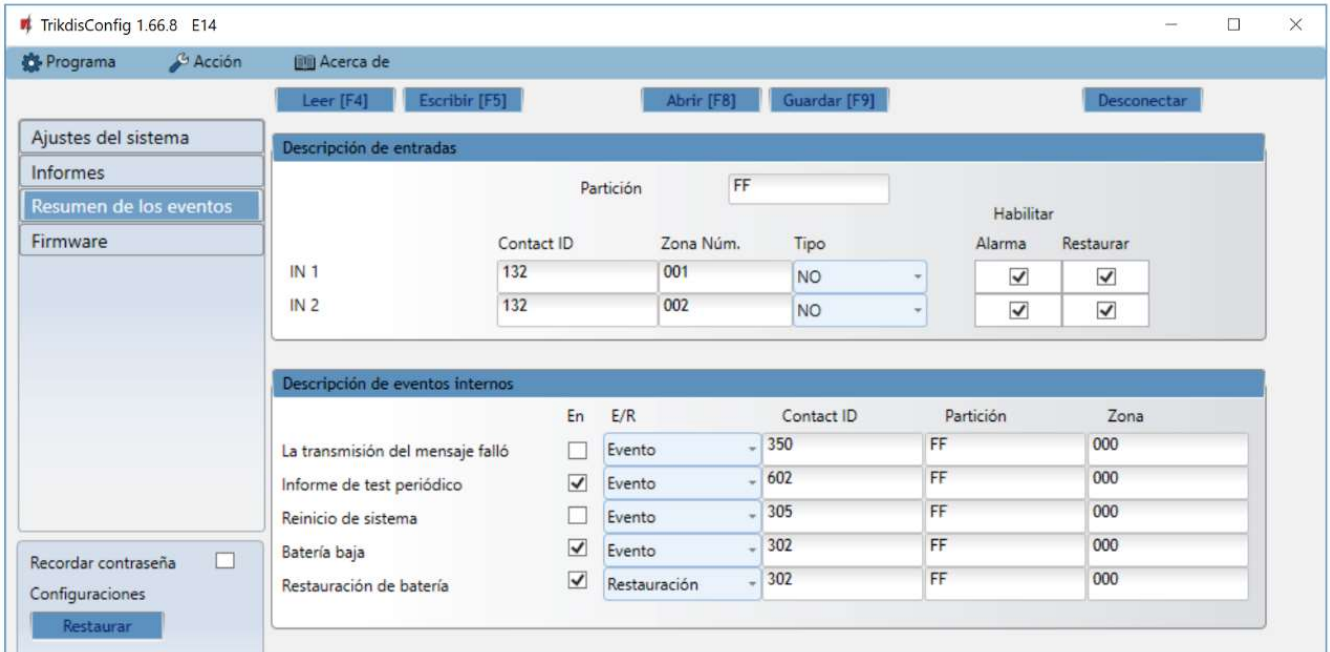 TrikdisConfig 1.66.8 E14
Programa Acción Acerca de
Leer [F4] Escribir [F5] Abrir [F8] Guardar [F9] Desconectar
Ajustes del sistema
Informes
Resumen de los eventos
Firmware
Descripción de entradas
Partición FF
Habilitar
Contact ID Zona Núm. Tipo Alarma Restaurar
IN 1 132 001 NO
IN 2 132 002 NO
Descripción de eventos internos
En E/R Contact ID Partición Zona
La transmisión del mensaje falló Evento 350 FF 000
Informe de test periódico Evento 602 FF 000
Reinicio de sistema Evento 305 FF 000
Batería baja Evento 302 FF 000
Restauración de batería Restauración 302 FF 000
Recordar contraseña
Configuraciones
Restaurar